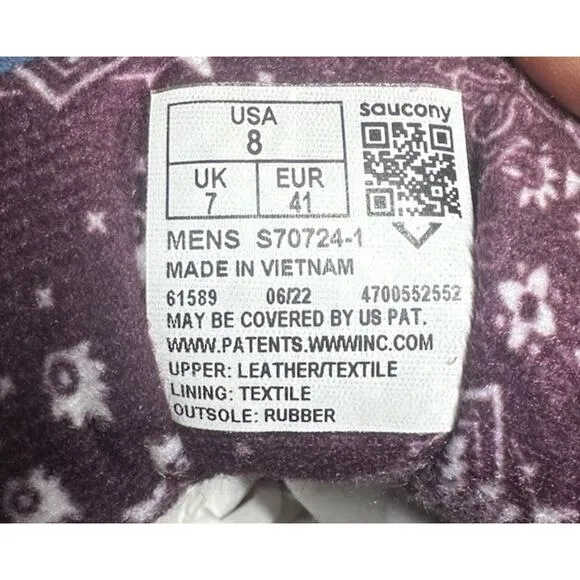 USA
8
UK
7
EUR
41
saucony
MENS S70724-1
MADE IN VIETNAM
61589 06/22 4700552552
MAY BE COVERED BY US PAT.
WWW.PATENTS.WWWINC.COM
UPPER: LEATHER/TEXTILE
LINING: TEXTILE
OUTSOLE: RUBBER